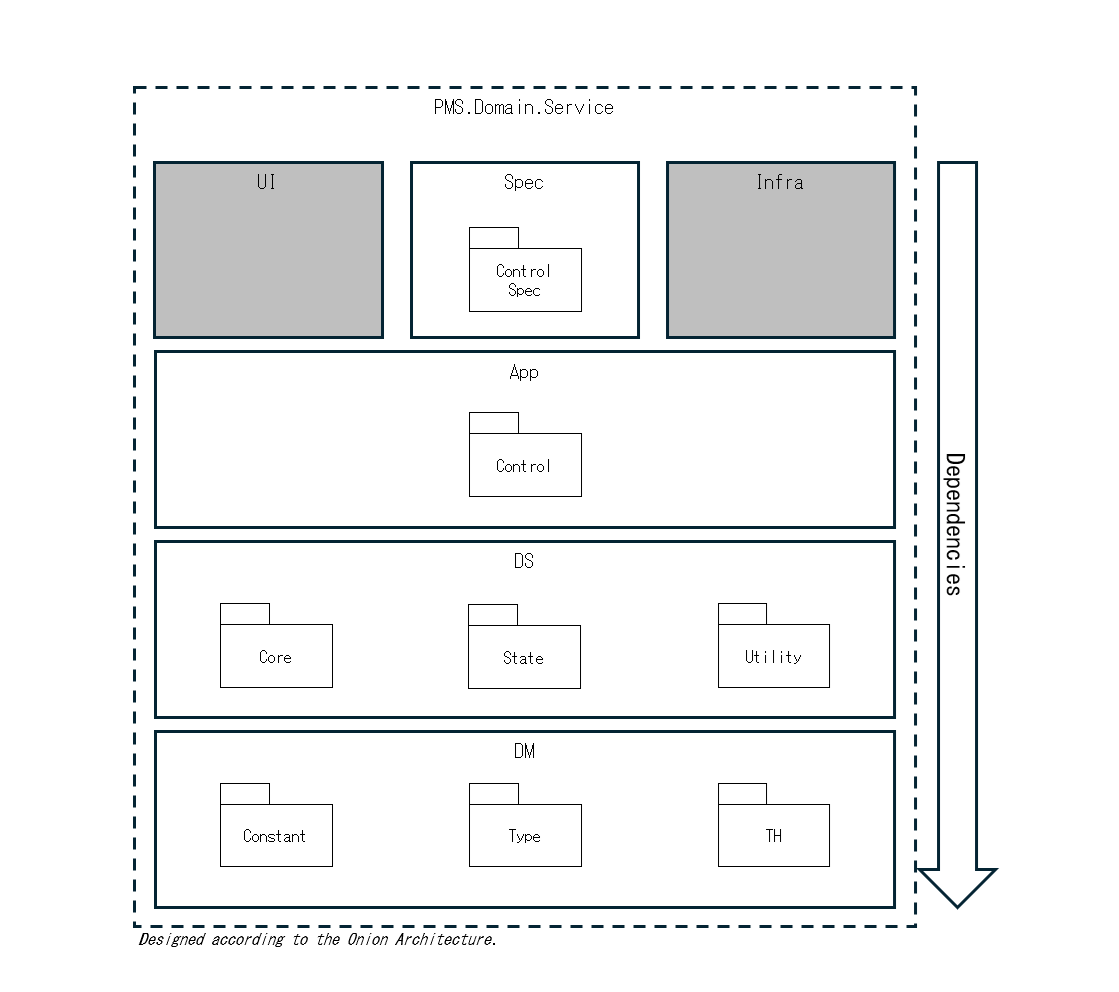 PMS.Domain.Service
UI
Spec
Infra
Control
Spec
App
Control
Dependencies
DS
Core
State
Utility
DM
Constant
Type
TH
Designed according to the Onion Architecture.